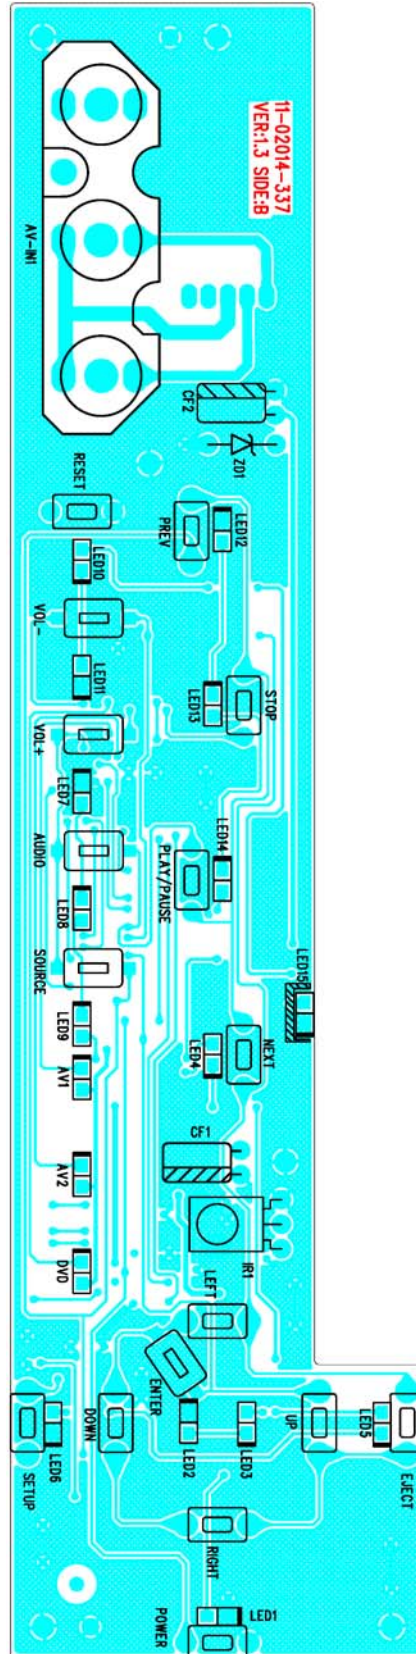 11-02014-337
VER:1.3 SIDE:B
AV-IN1
CF2
ZD1
RESET
PREV
LED12
LED10
VOL-
LED11
LED13
STOP
VOL+
LED7
LED14
AUDIO
PLAY/PAUSE
LED8
SOURCE
LED15
LED9
LED4
NEXT
AV1
CF1
AV2
IR1
DVD
LEFT
ENTER
DOWN
UP
LED2
LED3
LED5
LED6
SETUP
EJECT
RIGHT
LED1
POWER